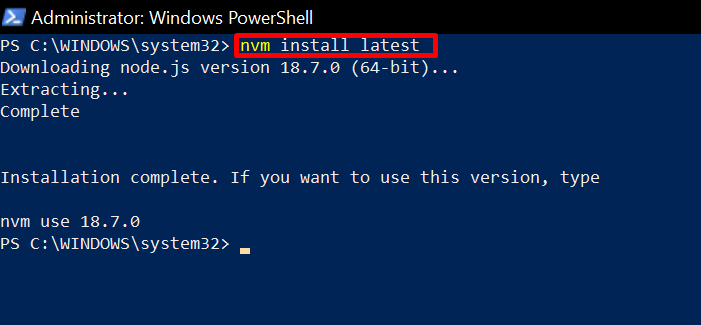 Administrator: Windows PowerShell
PS C:\WINDOWS\system32> nvm install latest
Downloading node.js version 18.7.0 (64-bit)...
Extracting...
Complete
Installation complete. If you want to use this version, type
nvm use 18.7.0
PS C:\WINDOWS\system32>